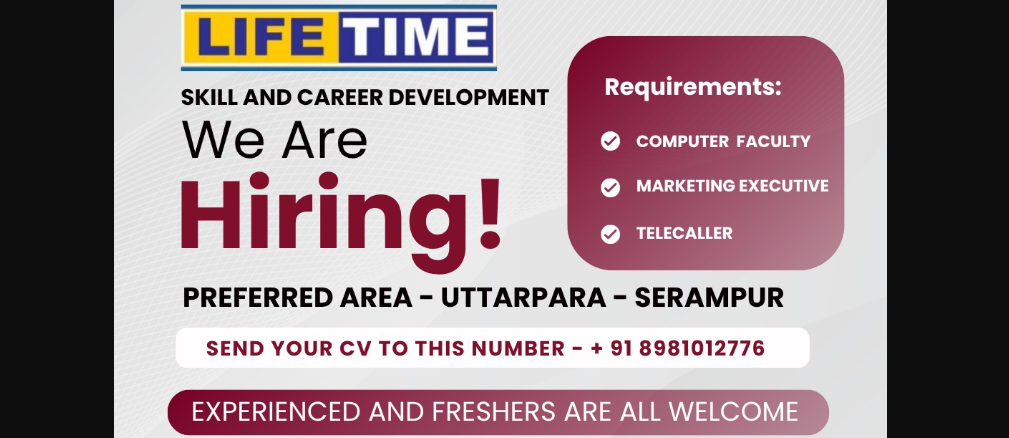 LIFE TIME
SKILL AND CAREER DEVELOPMENT
We Are
Hiring!
Requirements:
COMPUTER FACULTY
MARKETING EXECUTIVE
TELECALLER
PREFERRED AREA - UTTARPARA - SERAMPUR
SEND YOUR CV TO THIS NUMBER - + 91 8981012776
EXPERIENCED AND FRESHERS ARE ALL WELCOME